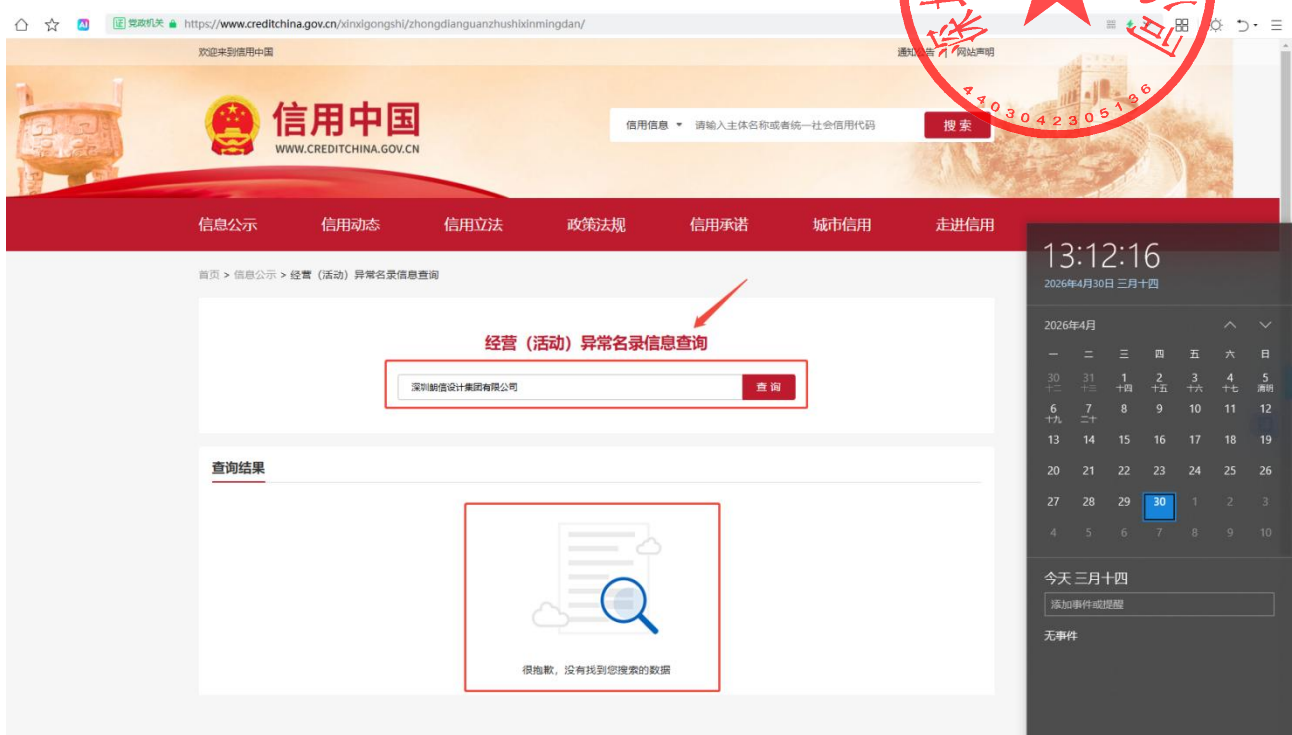 证 党政机关 https://www.creditchina.gov.cn/xinxigongshi/zhongdianguanzhushixinmingdan/
欢迎来到信用中国
网站声明
信用中国
WWW.CREDITCHINA.GOV.CN
信用信息 请输入主体名称或者统一社会信用代码 搜索
4403042305136
信息公示 信用动态 信用立法 政策法规 信用承诺 城市信用 走进信用
首页 > 信息公示 > 经营（活动）异常名录信息查询
经营（活动）异常名录信息查询
深圳朗信设计集团有限公司 查询
查询结果
很抱歉，没有找到您搜索的数据
13:12:16
2026年4月30日 三月十四
2026年4月
一 二 三 四 五 六 日
30 31 1 2 3 4 5
十二 十三 十四 十五 十六 十七 清明
6 7 8 9 10 11 12
十九 二十
13 14 15 16 17 18 19
20 21 22 23 24 25 26
27 28 29 30 1 2 3
4 5 6 7 8 9 10
今天 三月十四
添加事件或提醒
无事件